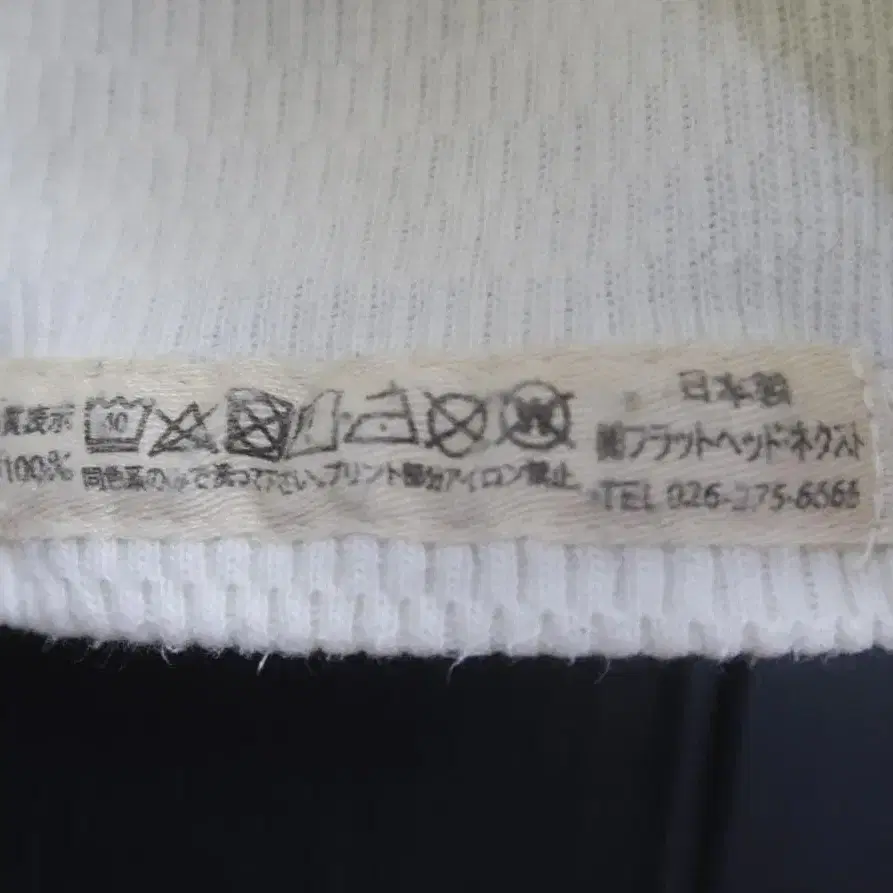 質表示
100%
30
同色系のみで洗って下さい。プリント部分アイロン禁止
日本製
㈱フラットヘッド・ネクスト
TEL 026-275-6666